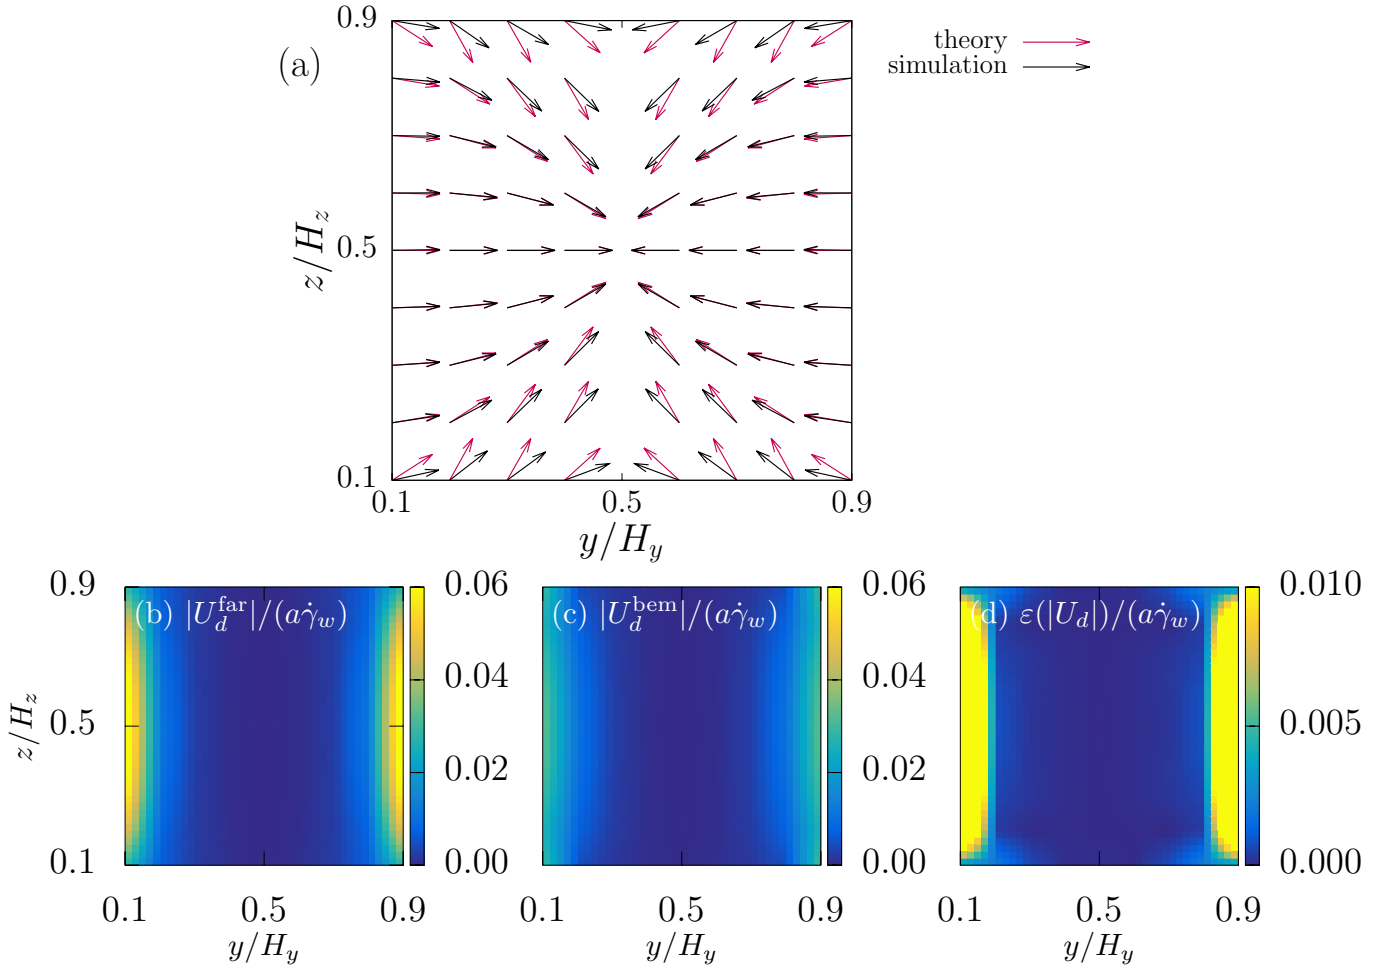 (a)
0.9
0.5
0.1
z/H_z
0.1 0.5 0.9
y/H_y
theory
simulation
(b) |U_d^far|/(aγ̇_w)
0.9
0.5
0.1
z/H_z
0.1 0.5 0.9
y/H_y
0.06
0.04
0.02
0.00
(c) |U_d^bem|/(aγ̇_w)
0.1 0.5 0.9
y/H_y
0.06
0.04
0.02
0.00
(d) ε(|U_d|)/(aγ̇_w)
0.1 0.5 0.9
y/H_y
0.010
0.005
0.000